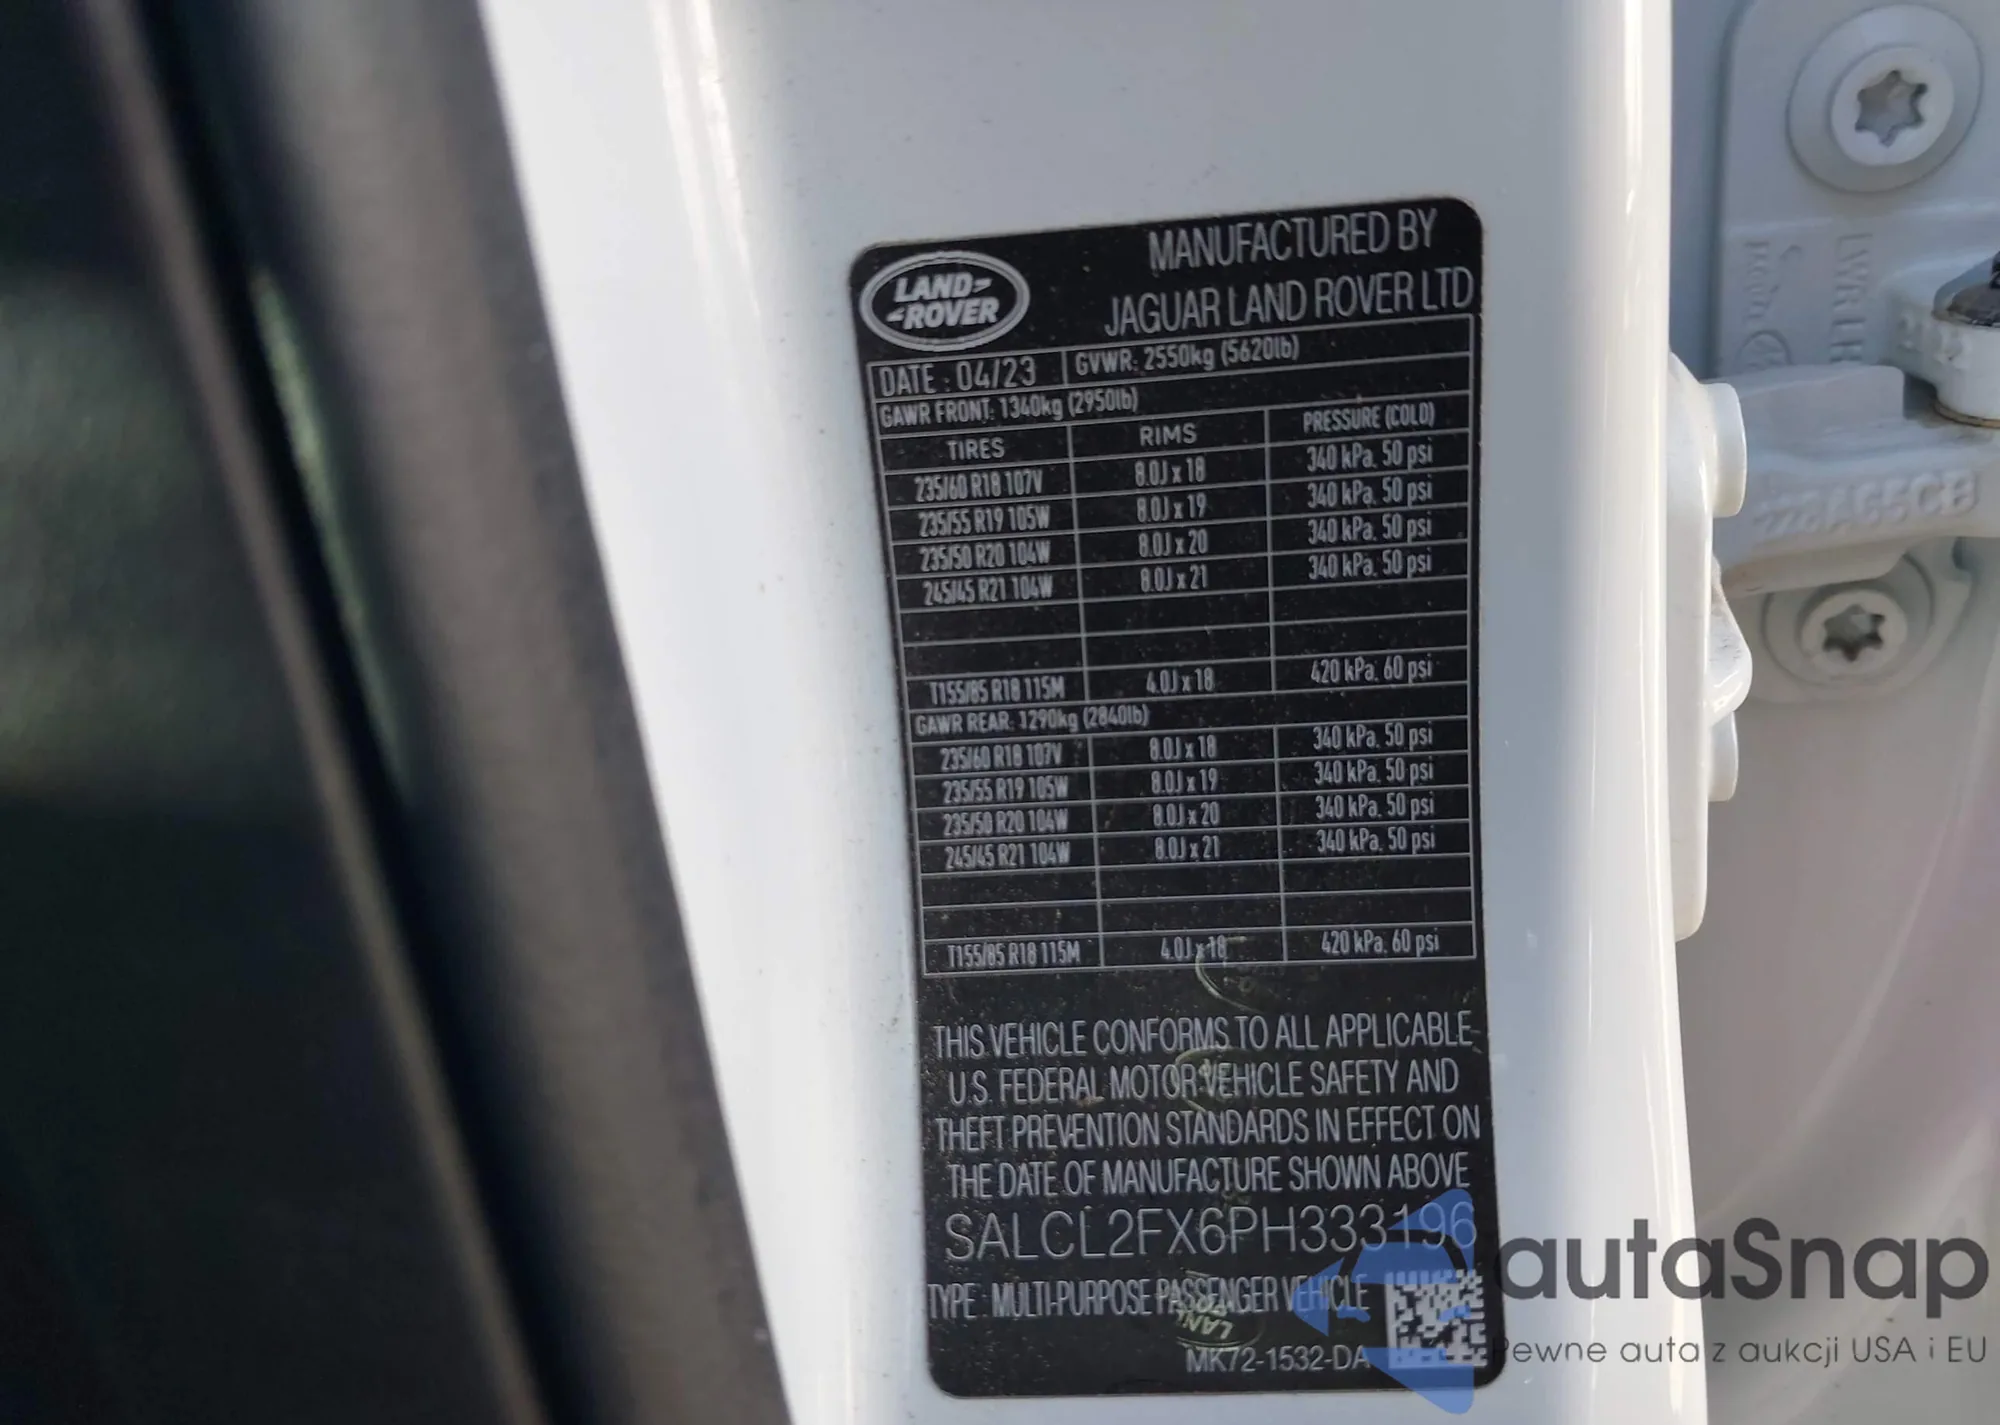 LAND
ROVER
MANUFACTURED BY
JAGUAR LAND ROVER LTD
DATE : 04/23 GVWR: 2550kg (5620lb)
GAWR FRONT: 1340kg (2950lb)
TIRES RIMS PRESSURE (COLD)
235/60 R18 107V 8.0J x 18 340 kPa, 50 psi
235/55 R19 105W 8.0J x 19 340 kPa, 50 psi
235/50 R20 104W 8.0J x 20 340 kPa, 50 psi
245/45 R21 104W 8.0J x 21 340 kPa, 50 psi
T155/85 R18 115M 4.0J x 18 420 kPa, 60 psi
GAWR REAR: 1290kg (2840lb)
235/60 R18 107V 8.0J x 18 340 kPa, 50 psi
235/55 R19 105W 8.0J x 19 340 kPa, 50 psi
235/50 R20 104W 8.0J x 20 340 kPa, 50 psi
245/45 R21 104W 8.0J x 21 340 kPa, 50 psi
T155/85 R18 115M 4.0J x 18 420 kPa, 60 psi
THIS VEHICLE CONFORMS TO ALL APPLICABLE
U.S. FEDERAL MOTOR VEHICLE SAFETY AND
THEFT PREVENTION STANDARDS IN EFFECT ON
THE DATE OF MANUFACTURE SHOWN ABOVE
SALCL2FX6PH333196
TYPE: MULTI-PURPOSE PASSENGER VEHICLE
MK72-1532-DA
autaSnap
Pewne auta z aukcji USA i EU